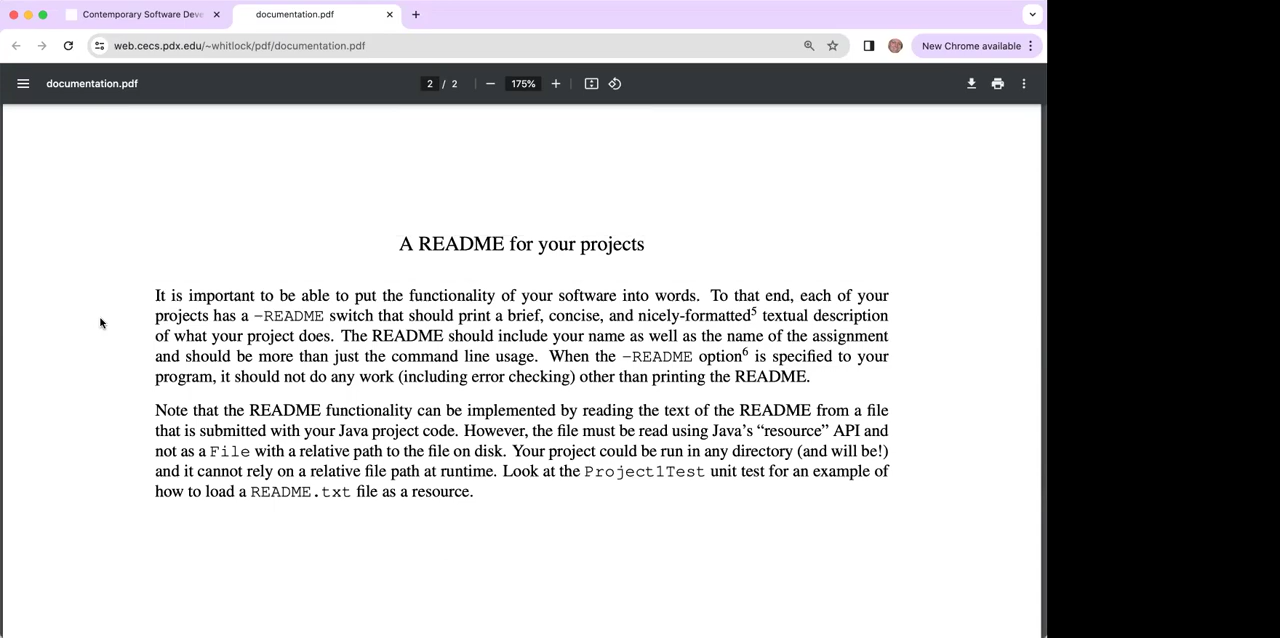 Contemporary Software Deve
documentation.pdf
web.cecs.pdx.edu/~whitlock/pdf/documentation.pdf
New Chrome available
documentation.pdf
2 / 2
175%
A README for your projects
It is important to be able to put the functionality of your software into words. To that end, each of your
projects has a -README switch that should print a brief, concise, and nicely-formatted5 textual description
of what your project does. The README should include your name as well as the name of the assignment
and should be more than just the command line usage. When the -README option6 is specified to your
program, it should not do any work (including error checking) other than printing the README.
Note that the README functionality can be implemented by reading the text of the README from a file
that is submitted with your Java project code. However, the file must be read using Java's “resource” API and
not as a File with a relative path to the file on disk. Your project could be run in any directory (and will be!)
and it cannot rely on a relative file path at runtime. Look at the Project1Test unit test for an example of
how to load a README.txt file as a resource.